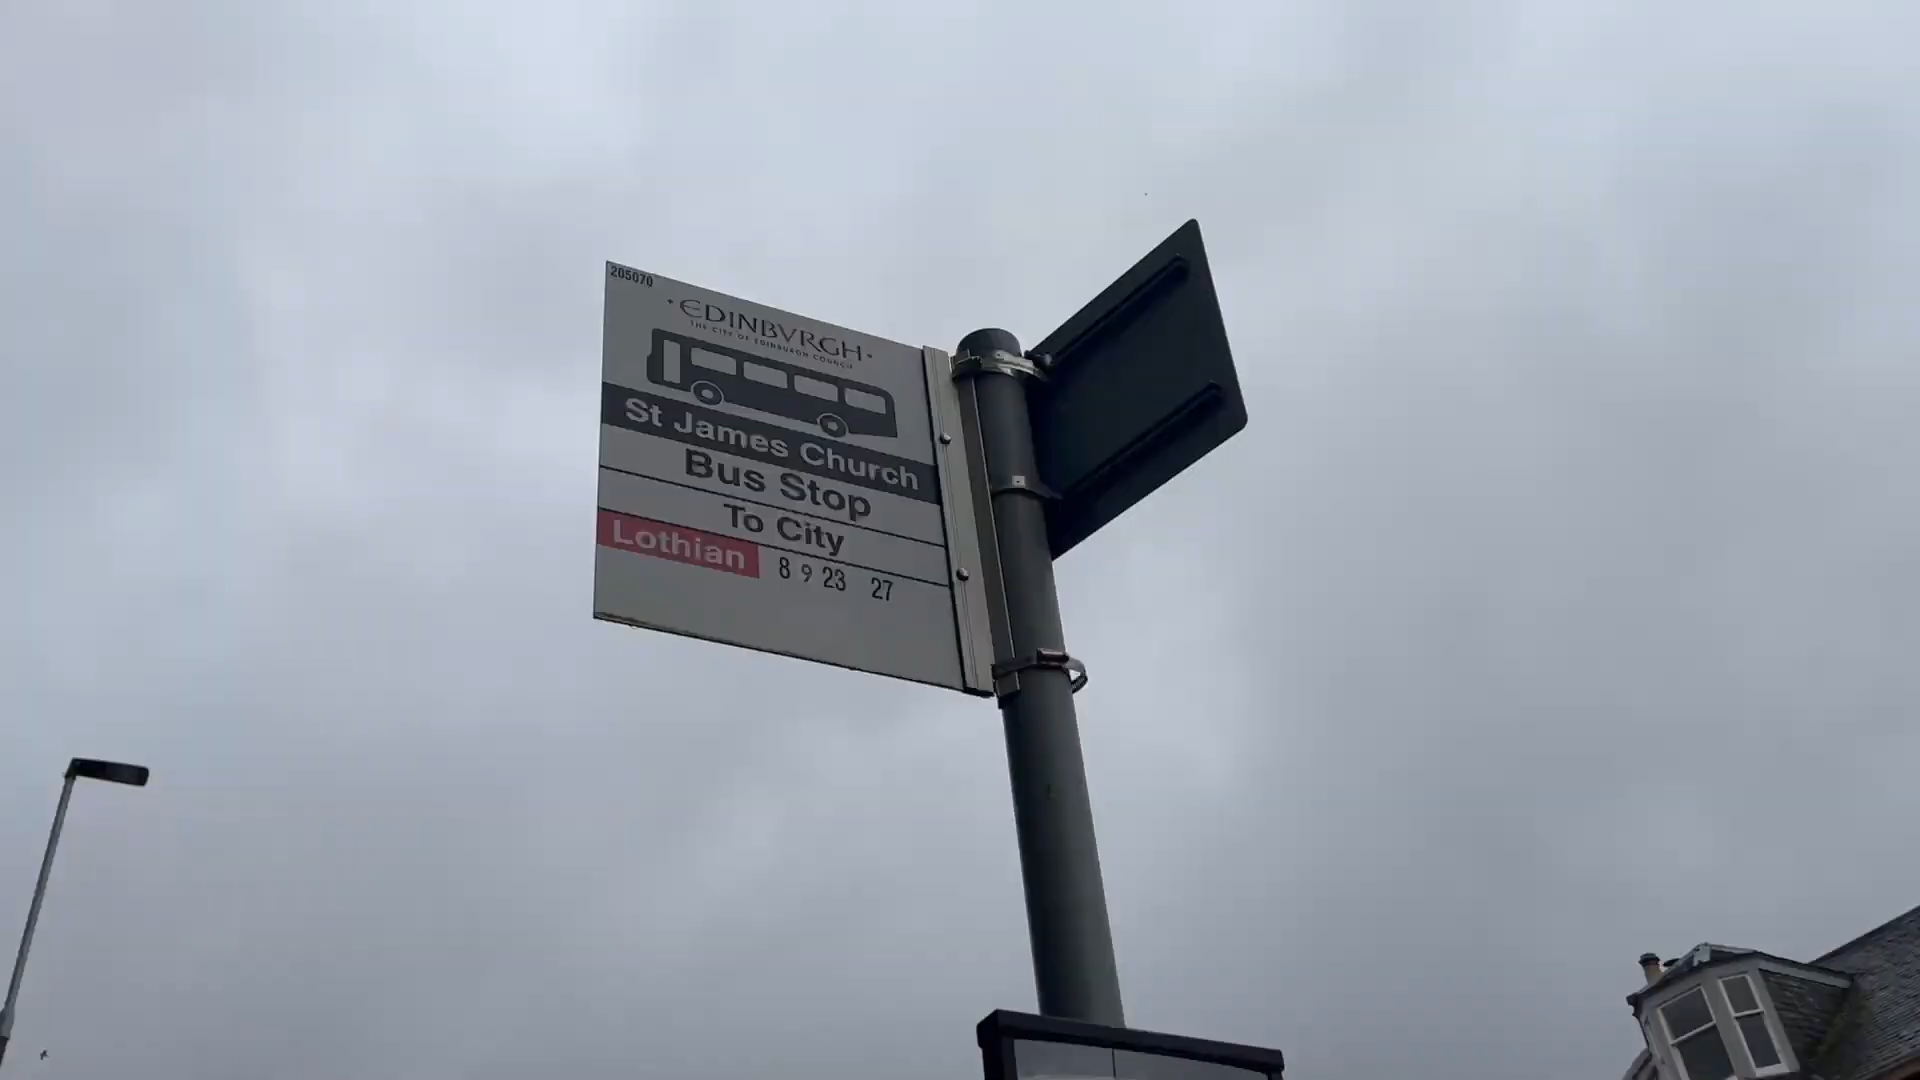 205070
EDINBVRGH
THE CITY OF EDINBURGH COUNCIL
St James Church
Bus Stop
To City
Lothian 8 9 23 27